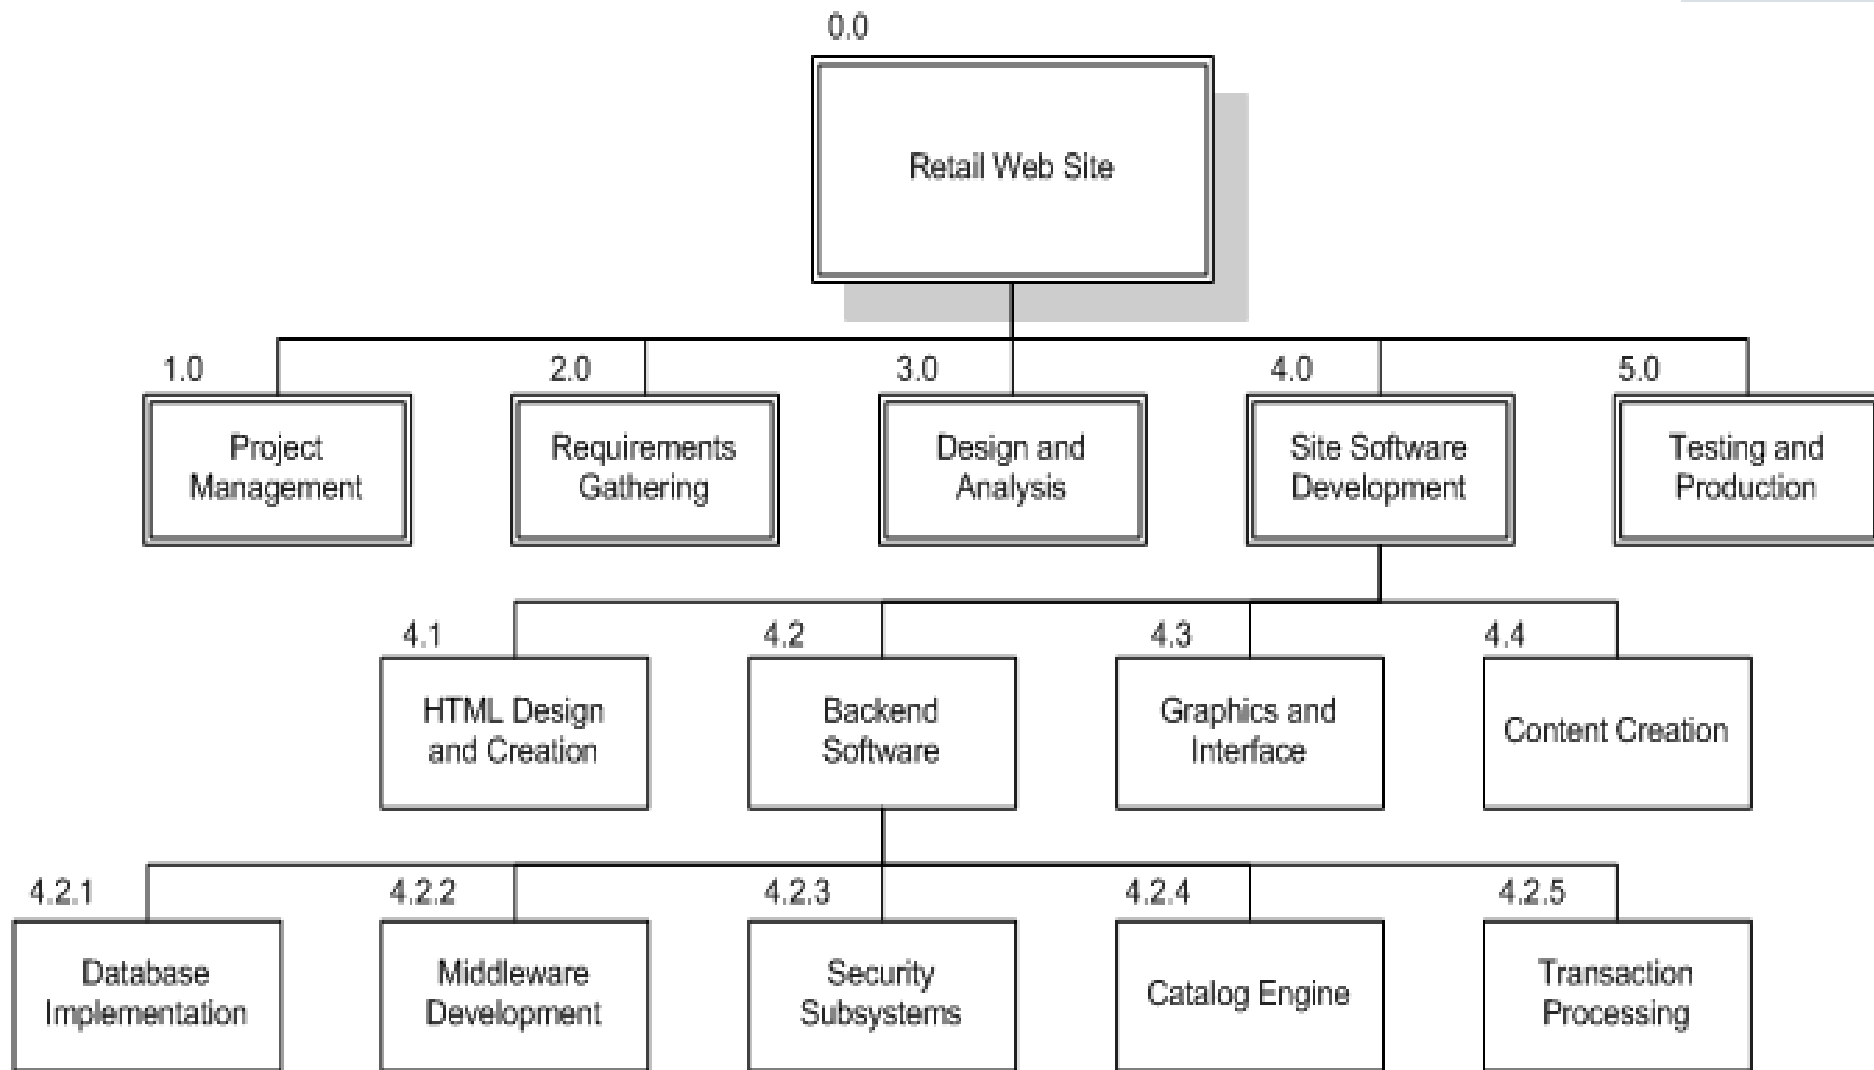 0.0
Retail Web Site
1.0
2.0
3.0
4.0
5.0
Project
Management
Requirements
Gathering
Design and
Analysis
Site Software
Development
Testing and
Production
4.1
4.2
4.3
4.4
HTML Design
and Creation
Backend
Software
Graphics and
Interface
Content Creation
4.2.1
4.2.2
4.2.3
4.2.4
4.2.5
Database
Implementation
Middleware
Development
Security
Subsystems
Catalog Engine
Transaction
Processing